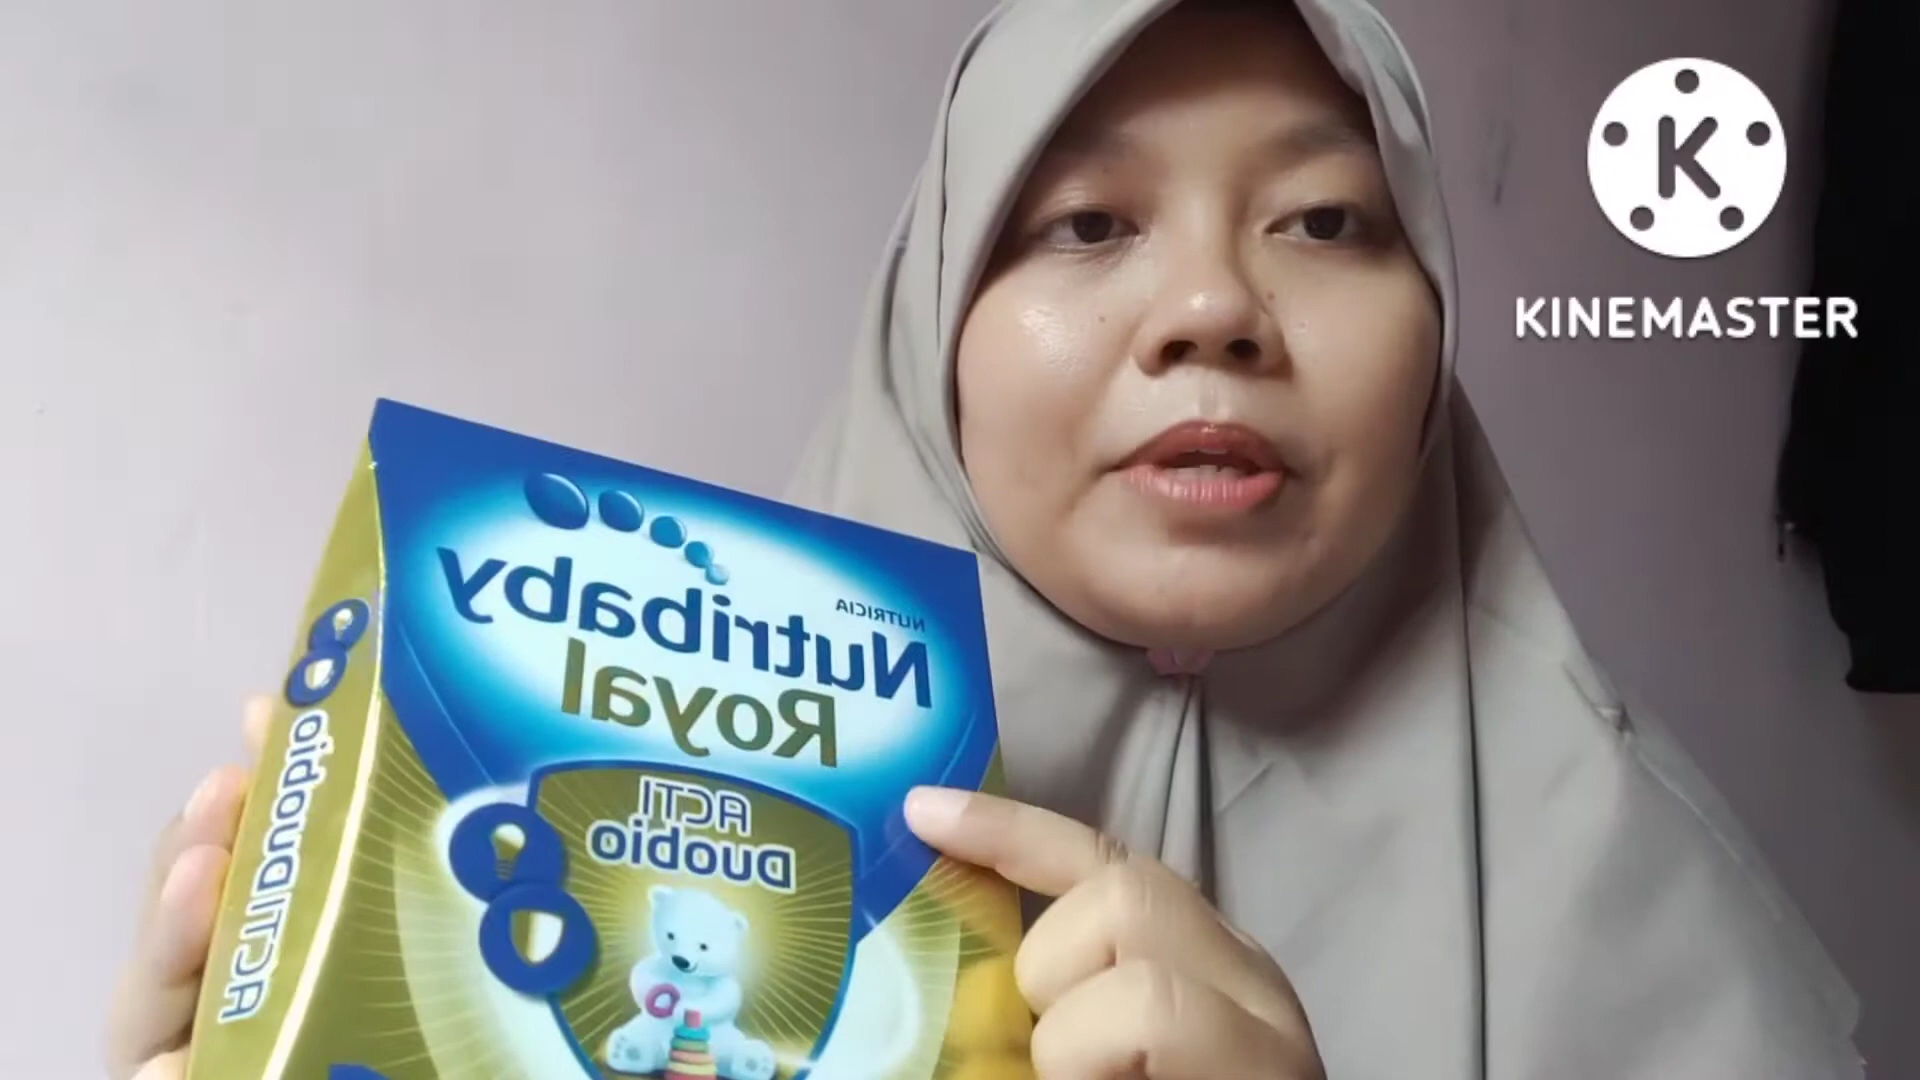 K
KINEMASTER
NUTRICIA
Nutribaby
Royal
ACTI
DUObio
ACTIDUObio